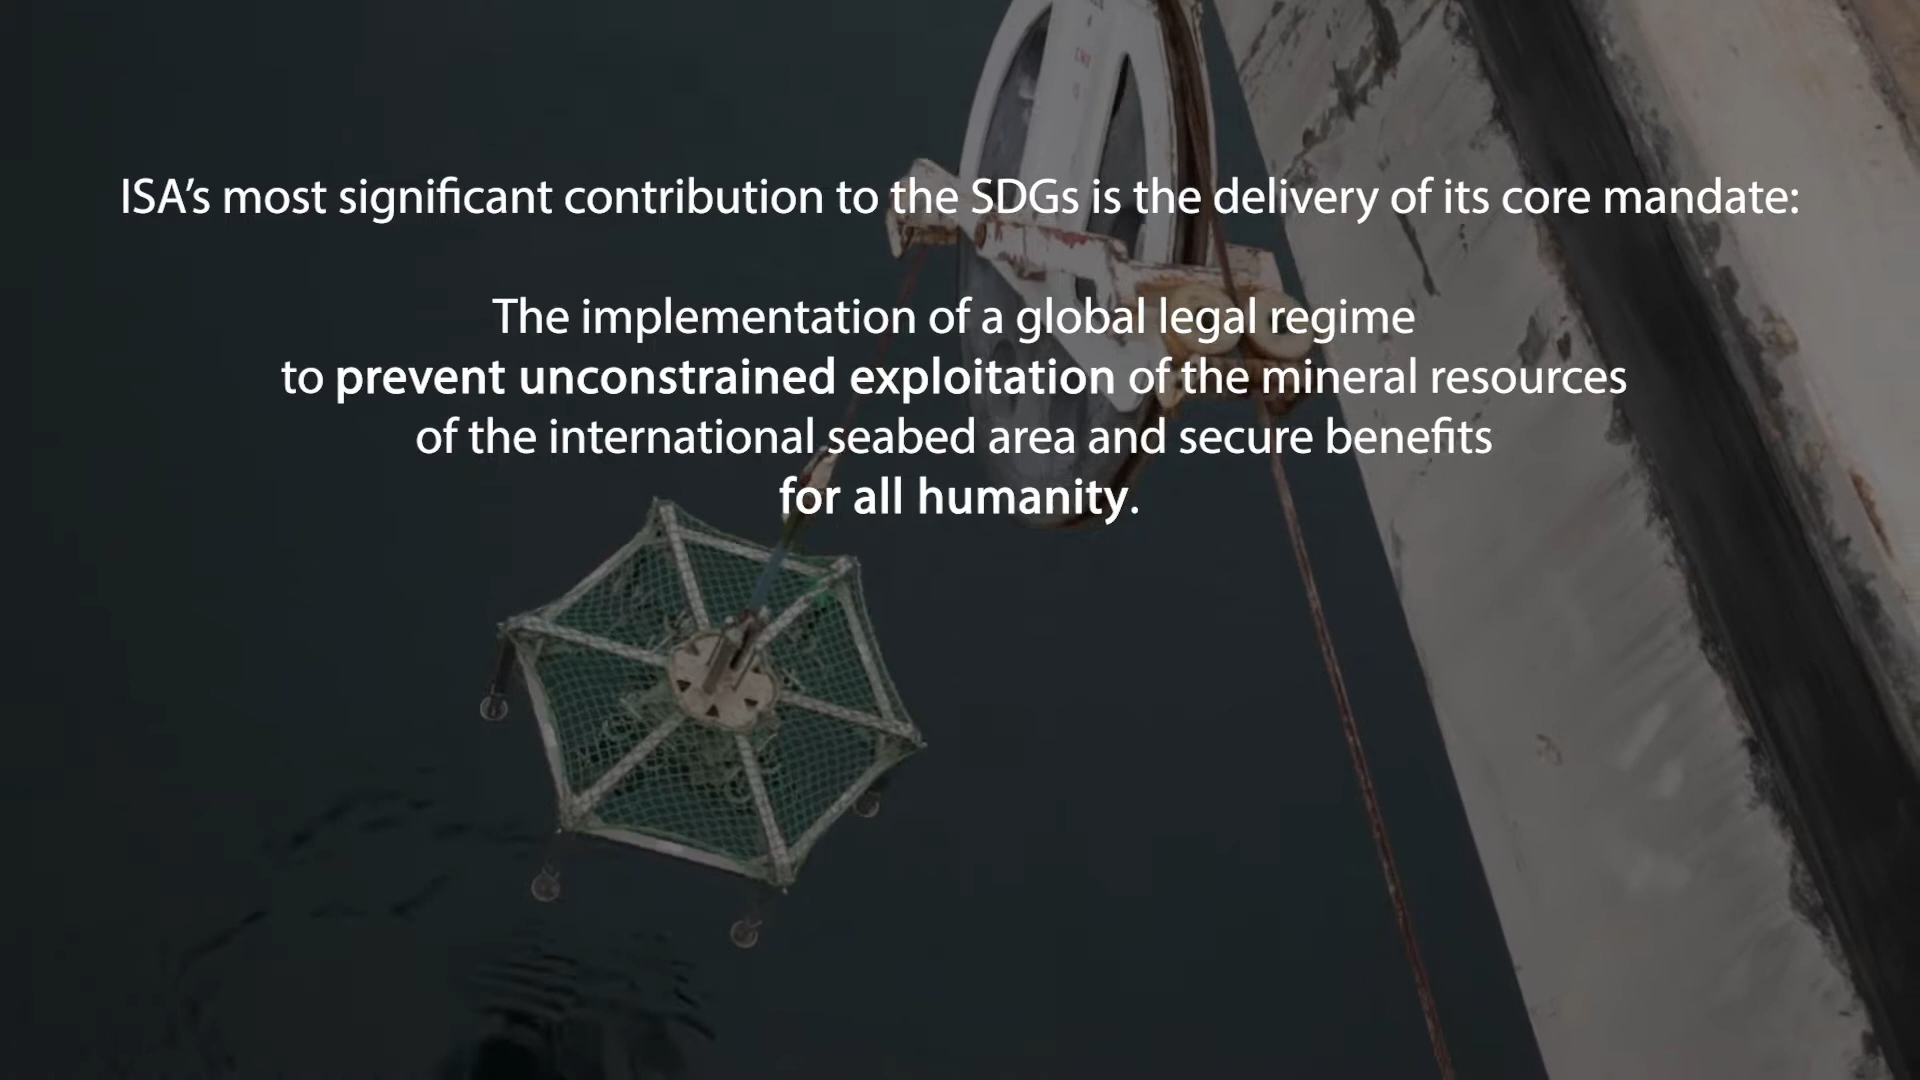 ISA’s most significant contribution to the SDGs is the delivery of its core mandate:
The implementation of a global legal regime
to prevent unconstrained exploitation of the mineral resources
of the international seabed area and secure benefits
for all humanity.